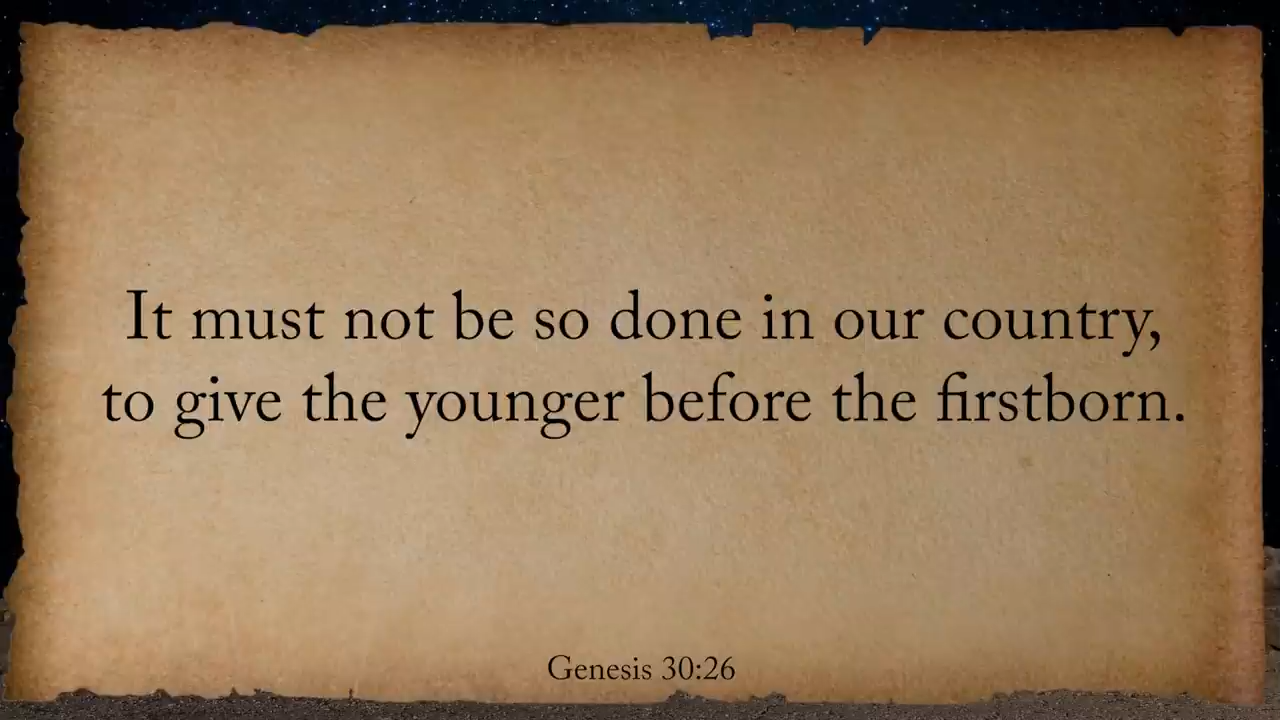 It must not be so done in our country,
to give the younger before the firstborn.
Genesis 30:26